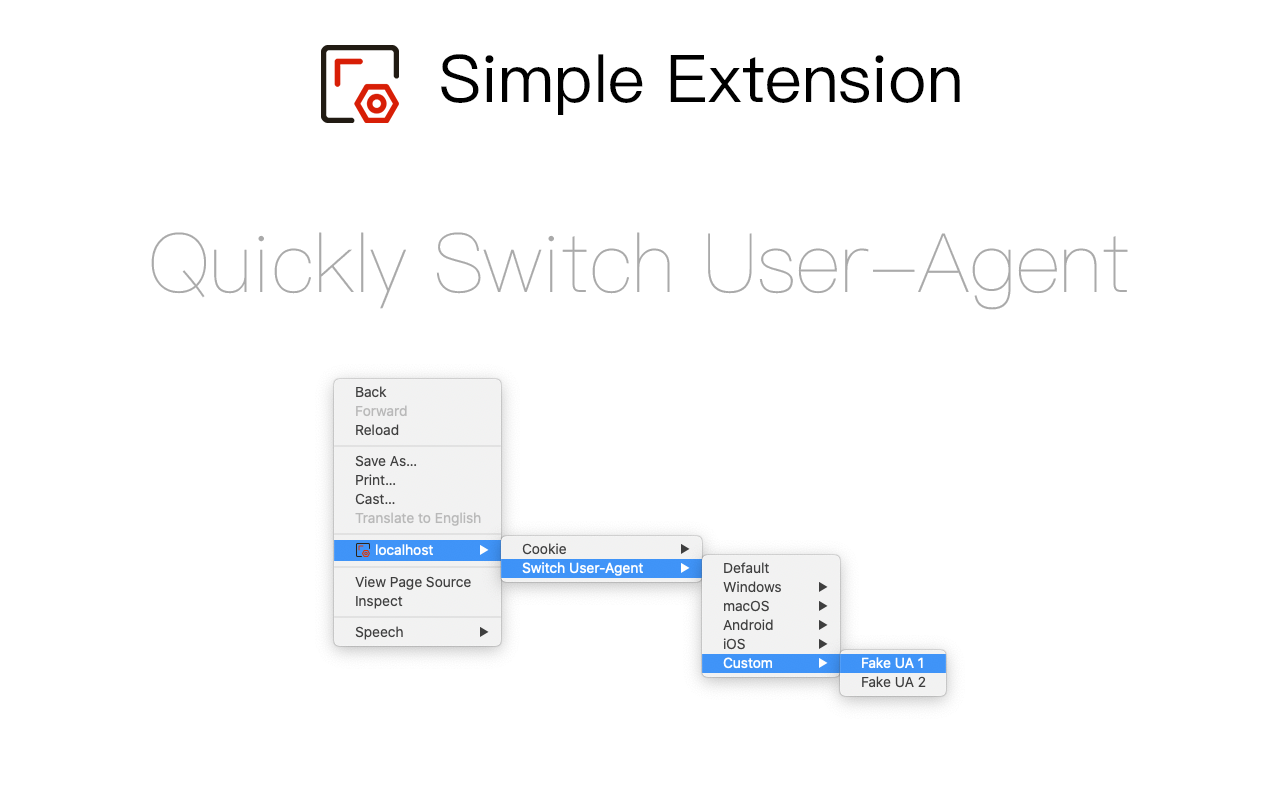 Simple Extension
Quickly Switch User-Agent
Back
Forward
Reload
Save As...
Print...
Cast...
Translate to English
localhost
View Page Source
Inspect
Speech
Cookie
Switch User-Agent
Default
Windows
macOS
Android
iOS
Custom
Fake UA 1
Fake UA 2